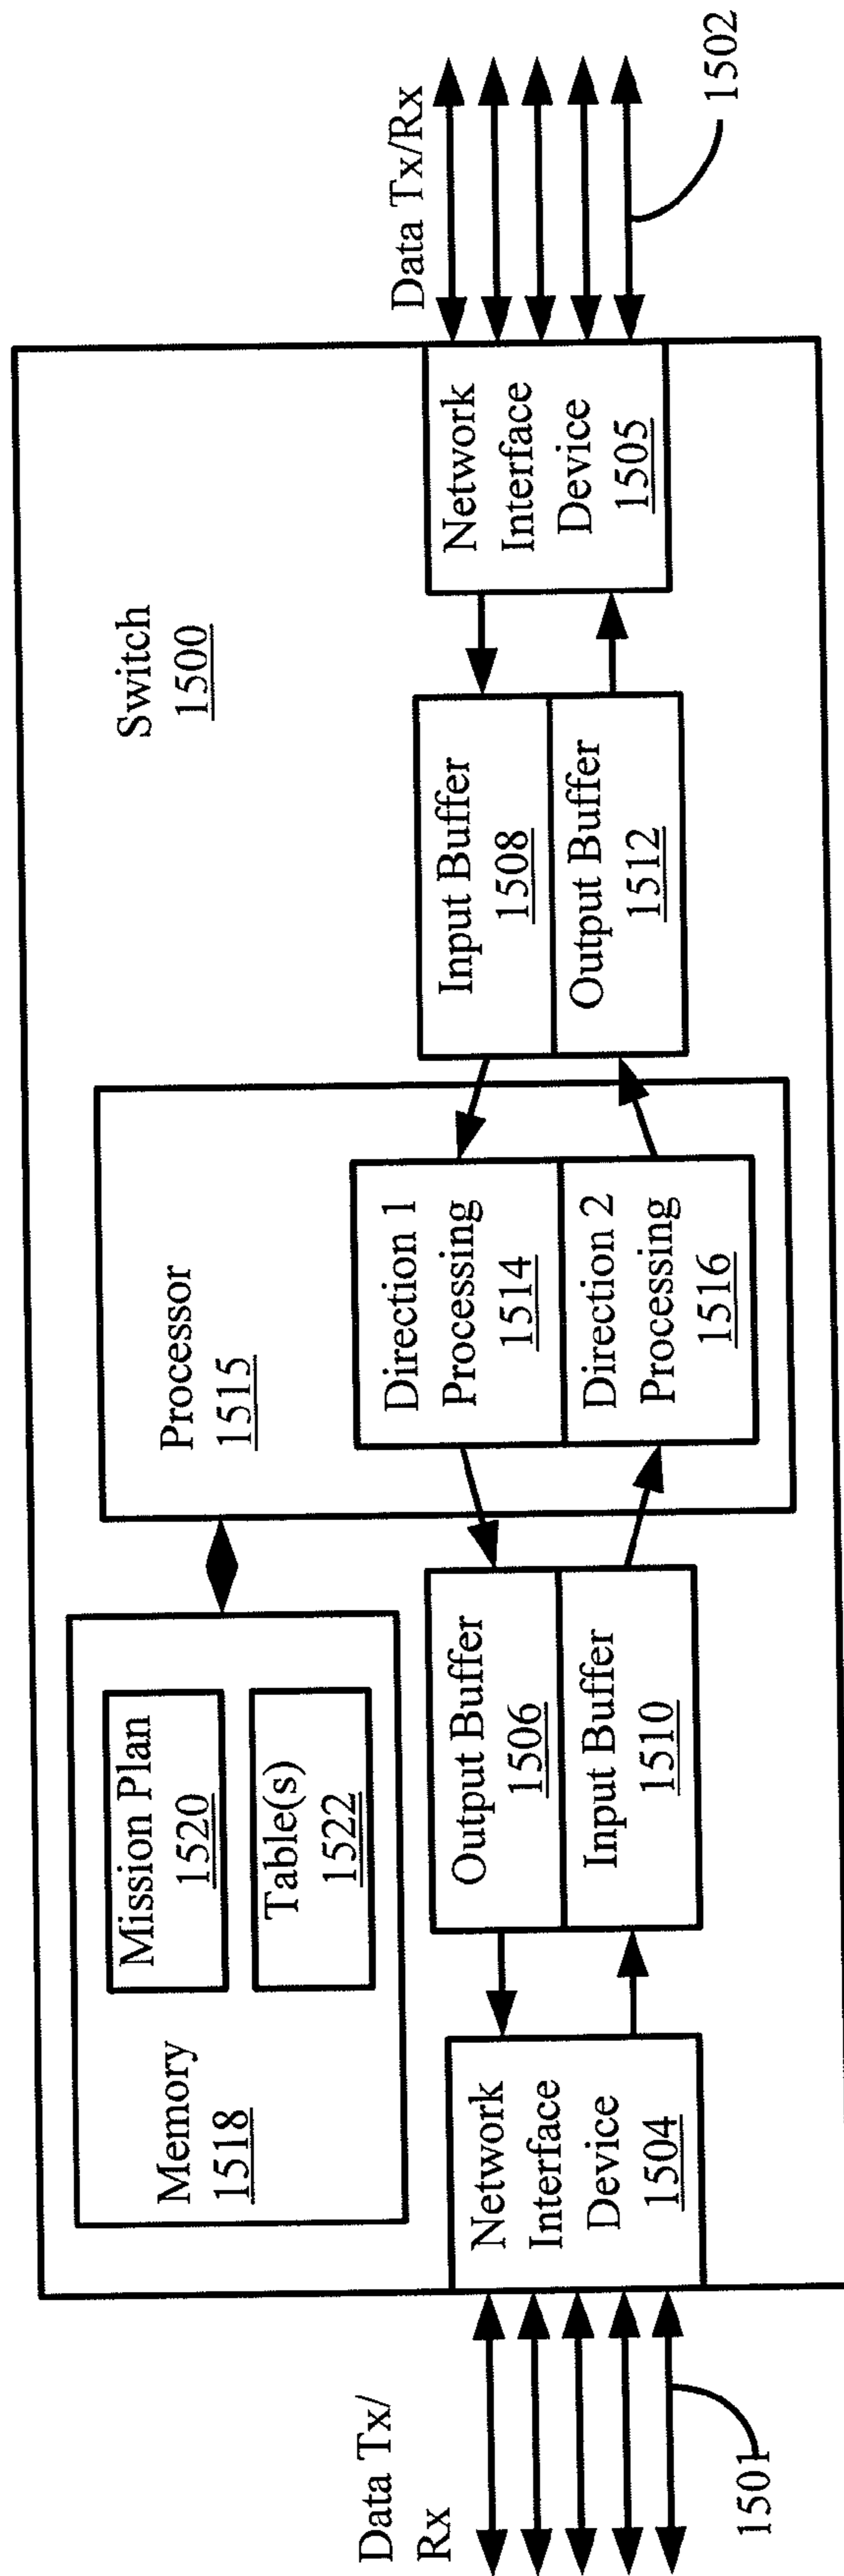 Switch
1500
Memory
1518
Mission Plan
1520
Table(s)
1522
Processor
1515
Data Tx/
Rx
1501
Network
Interface
Device
1504
Output Buffer
1506
Input Buffer
1510
Direction 1
Processing
1514
Direction 2
Processing
1516
Input Buffer
1508
Output Buffer
1512
Network
Interface
Device
1505
Data Tx/Rx
1502